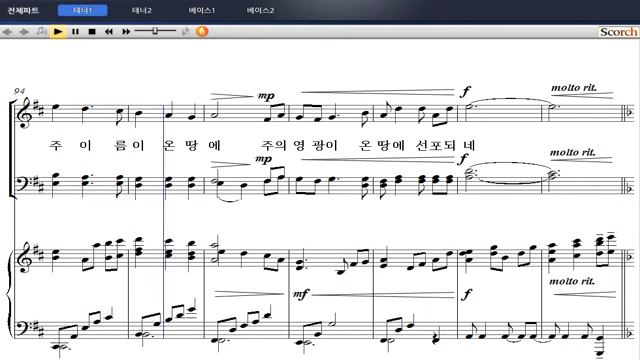 전체파트 테너1 테너2 베이스1 베이스2
Scorch
94
mp f molto rit.
주 이 름 이 온 땅 에 주의 영 광이 온 땅에 선포되 네
mp f molto rit.
molto rit.
mf f